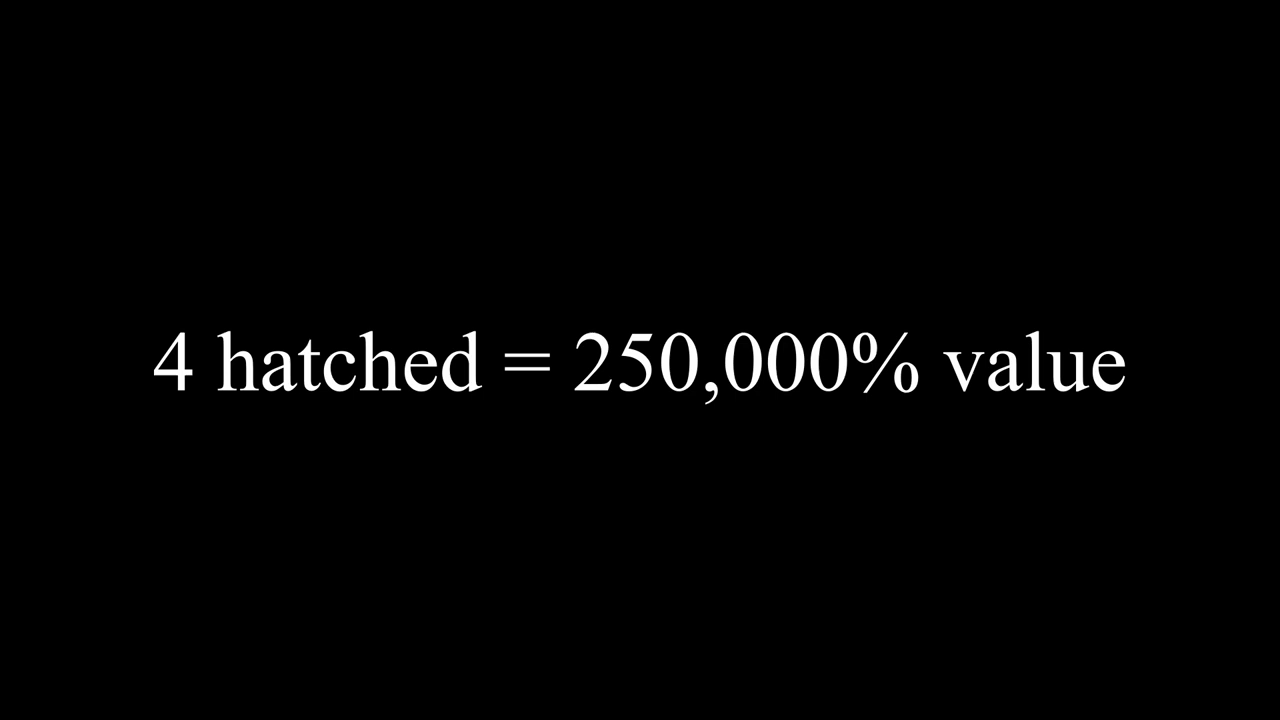 4 hatched = 250,000% value